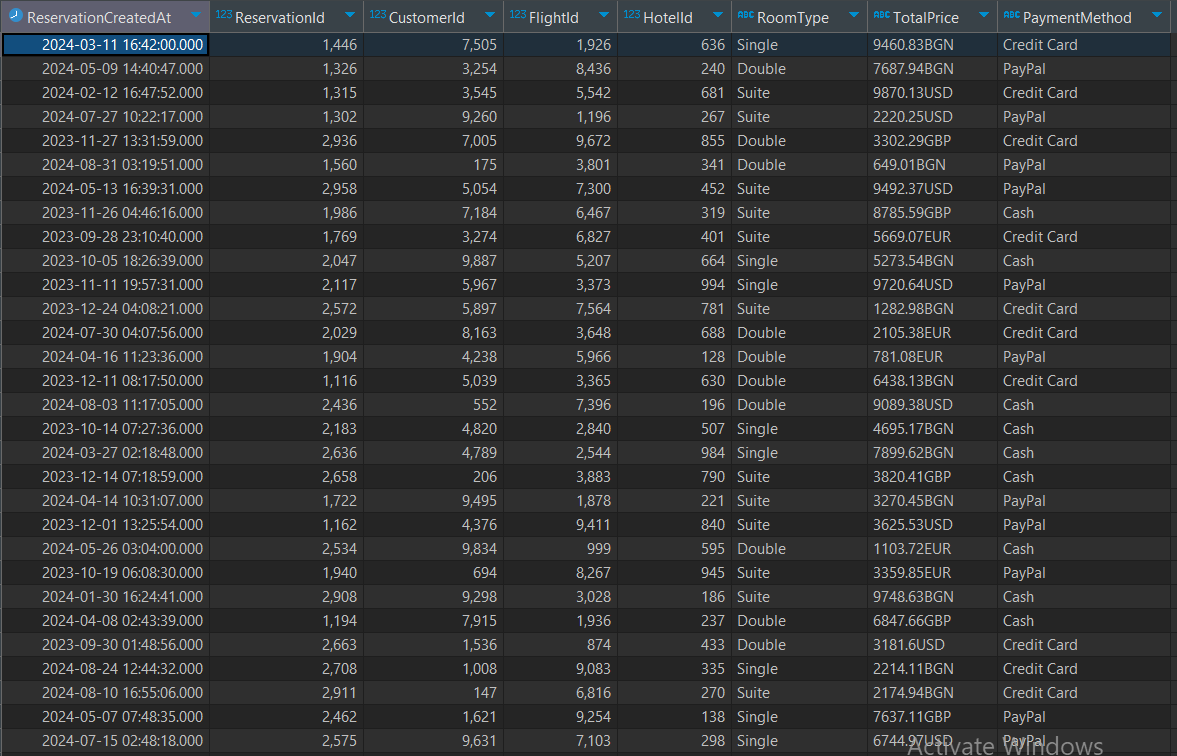 ReservationCreatedAt 123 ReservationId 123 CustomerId 123 FlightId 123 HotelId ABC RoomType ABC TotalPrice ABC PaymentMethod
2024-03-11 16:42:00.000 1,446 7,505 1,926 636 Single 9460.83BGN Credit Card
2024-05-09 14:40:47.000 1,326 3,254 8,436 240 Double 7687.94BGN PayPal
2024-02-12 16:47:52.000 1,315 3,545 5,542 681 Suite 9870.13USD Credit Card
2024-07-27 10:22:17.000 1,302 9,260 1,196 267 Suite 2220.25USD PayPal
2023-11-27 13:31:59.000 2,936 7,005 9,672 855 Double 3302.29GBP Credit Card
2024-08-31 03:19:51.000 1,560 175 3,801 341 Double 649.01BGN PayPal
2024-05-13 16:39:31.000 2,958 5,054 7,300 452 Suite 9492.37USD PayPal
2023-11-26 04:46:16.000 1,986 7,184 6,467 319 Suite 8785.59GBP Cash
2023-09-28 23:10:40.000 1,769 3,274 6,827 401 Suite 5669.07EUR Credit Card
2023-10-05 18:26:39.000 2,047 9,887 5,207 664 Single 5273.54BGN Cash
2023-11-11 19:57:31.000 2,117 5,967 3,373 994 Single 9720.64USD PayPal
2023-12-24 04:08:21.000 2,572 5,897 7,564 781 Suite 1282.98BGN Credit Card
2024-07-30 04:07:56.000 2,029 8,163 3,648 688 Double 2105.38EUR Credit Card
2024-04-16 11:23:36.000 1,904 4,238 5,966 128 Double 781.08EUR PayPal
2023-12-11 08:17:50.000 1,116 5,039 3,365 630 Double 6438.13BGN Credit Card
2024-08-03 11:17:05.000 2,436 552 7,396 196 Double 9089.38USD Cash
2023-10-14 07:27:36.000 2,183 4,820 2,840 507 Single 4695.17BGN Cash
2024-03-27 02:18:48.000 2,636 4,789 2,544 984 Single 7899.62BGN Cash
2023-12-14 07:18:59.000 2,658 206 3,883 790 Suite 3820.41GBP Cash
2024-04-14 10:31:07.000 1,722 9,495 1,878 221 Suite 3270.45BGN PayPal
2023-12-01 13:25:54.000 1,162 4,376 9,411 840 Suite 3625.53USD PayPal
2024-05-26 03:04:00.000 2,534 9,834 999 595 Double 1103.72EUR Cash
2023-10-19 06:08:30.000 1,940 694 8,267 945 Suite 3359.85EUR PayPal
2024-01-30 16:24:41.000 2,908 9,298 3,028 186 Suite 9748.63BGN Cash
2024-04-08 02:43:39.000 1,194 7,915 1,936 237 Double 6847.66GBP Cash
2023-09-30 01:48:56.000 2,663 1,536 874 433 Double 3181.6USD Credit Card
2024-08-24 12:44:32.000 2,708 1,008 9,083 335 Single 2214.11BGN Credit Card
2024-08-10 16:55:06.000 2,911 147 6,816 270 Suite 2174.94BGN Credit Card
2024-05-07 07:48:35.000 2,462 1,621 9,254 138 Single 7637.11GBP PayPal
2024-07-15 02:48:18.000 2,575 9,631 7,103 298 Single 6744.97USD PayPal
Activate Windows